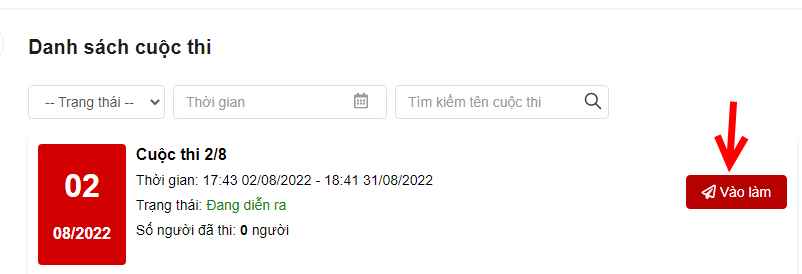 Danh sách cuộc thi
-- Trạng thái --
Thời gian
Tìm kiếm tên cuộc thi
02
08/2022
Cuộc thi 2/8
Thời gian: 17:43 02/08/2022 - 18:41 31/08/2022
Trạng thái: Đang diễn ra
Số người đã thi: 0 người
Vào làm